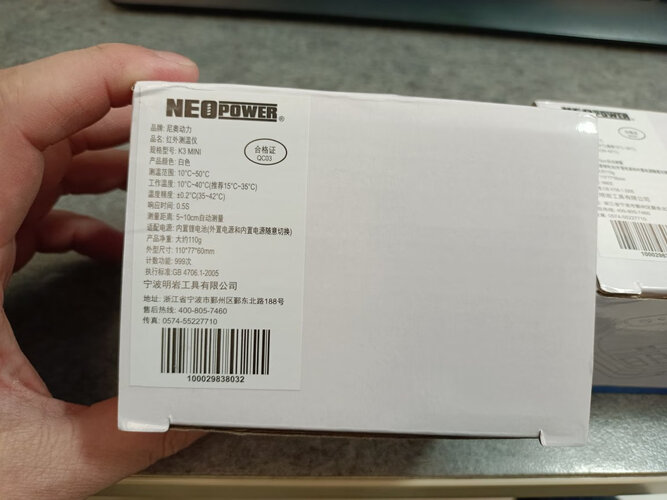 NEOPOWER®
品牌: 尼奥动力
品名: 红外测温仪
规格型号: K3 MINI
产品颜色: 白色
测温范围: 10°C~50°C
工作温度: 10°C~40°C(推荐15°C~35°C)
温度精度: ±0.2°C(35~42°C)
响应时间: 0.5S
测量距离: 5~10cm自动测量
适配电源: 内置锂电池(外置电源和内置电源随意切换)
产品净重: 大约110g
外型尺寸: 110*77*60mm
计数功能: 999次
执行标准: GB 4706.1-2005
宁波明岩工具有限公司
地址: 浙江省宁波市鄞州区鄞东北路188号
售后热线: 400-805-7460
传真: 0574-55227710
100029838032
合格证
QC03
NEOPOWER